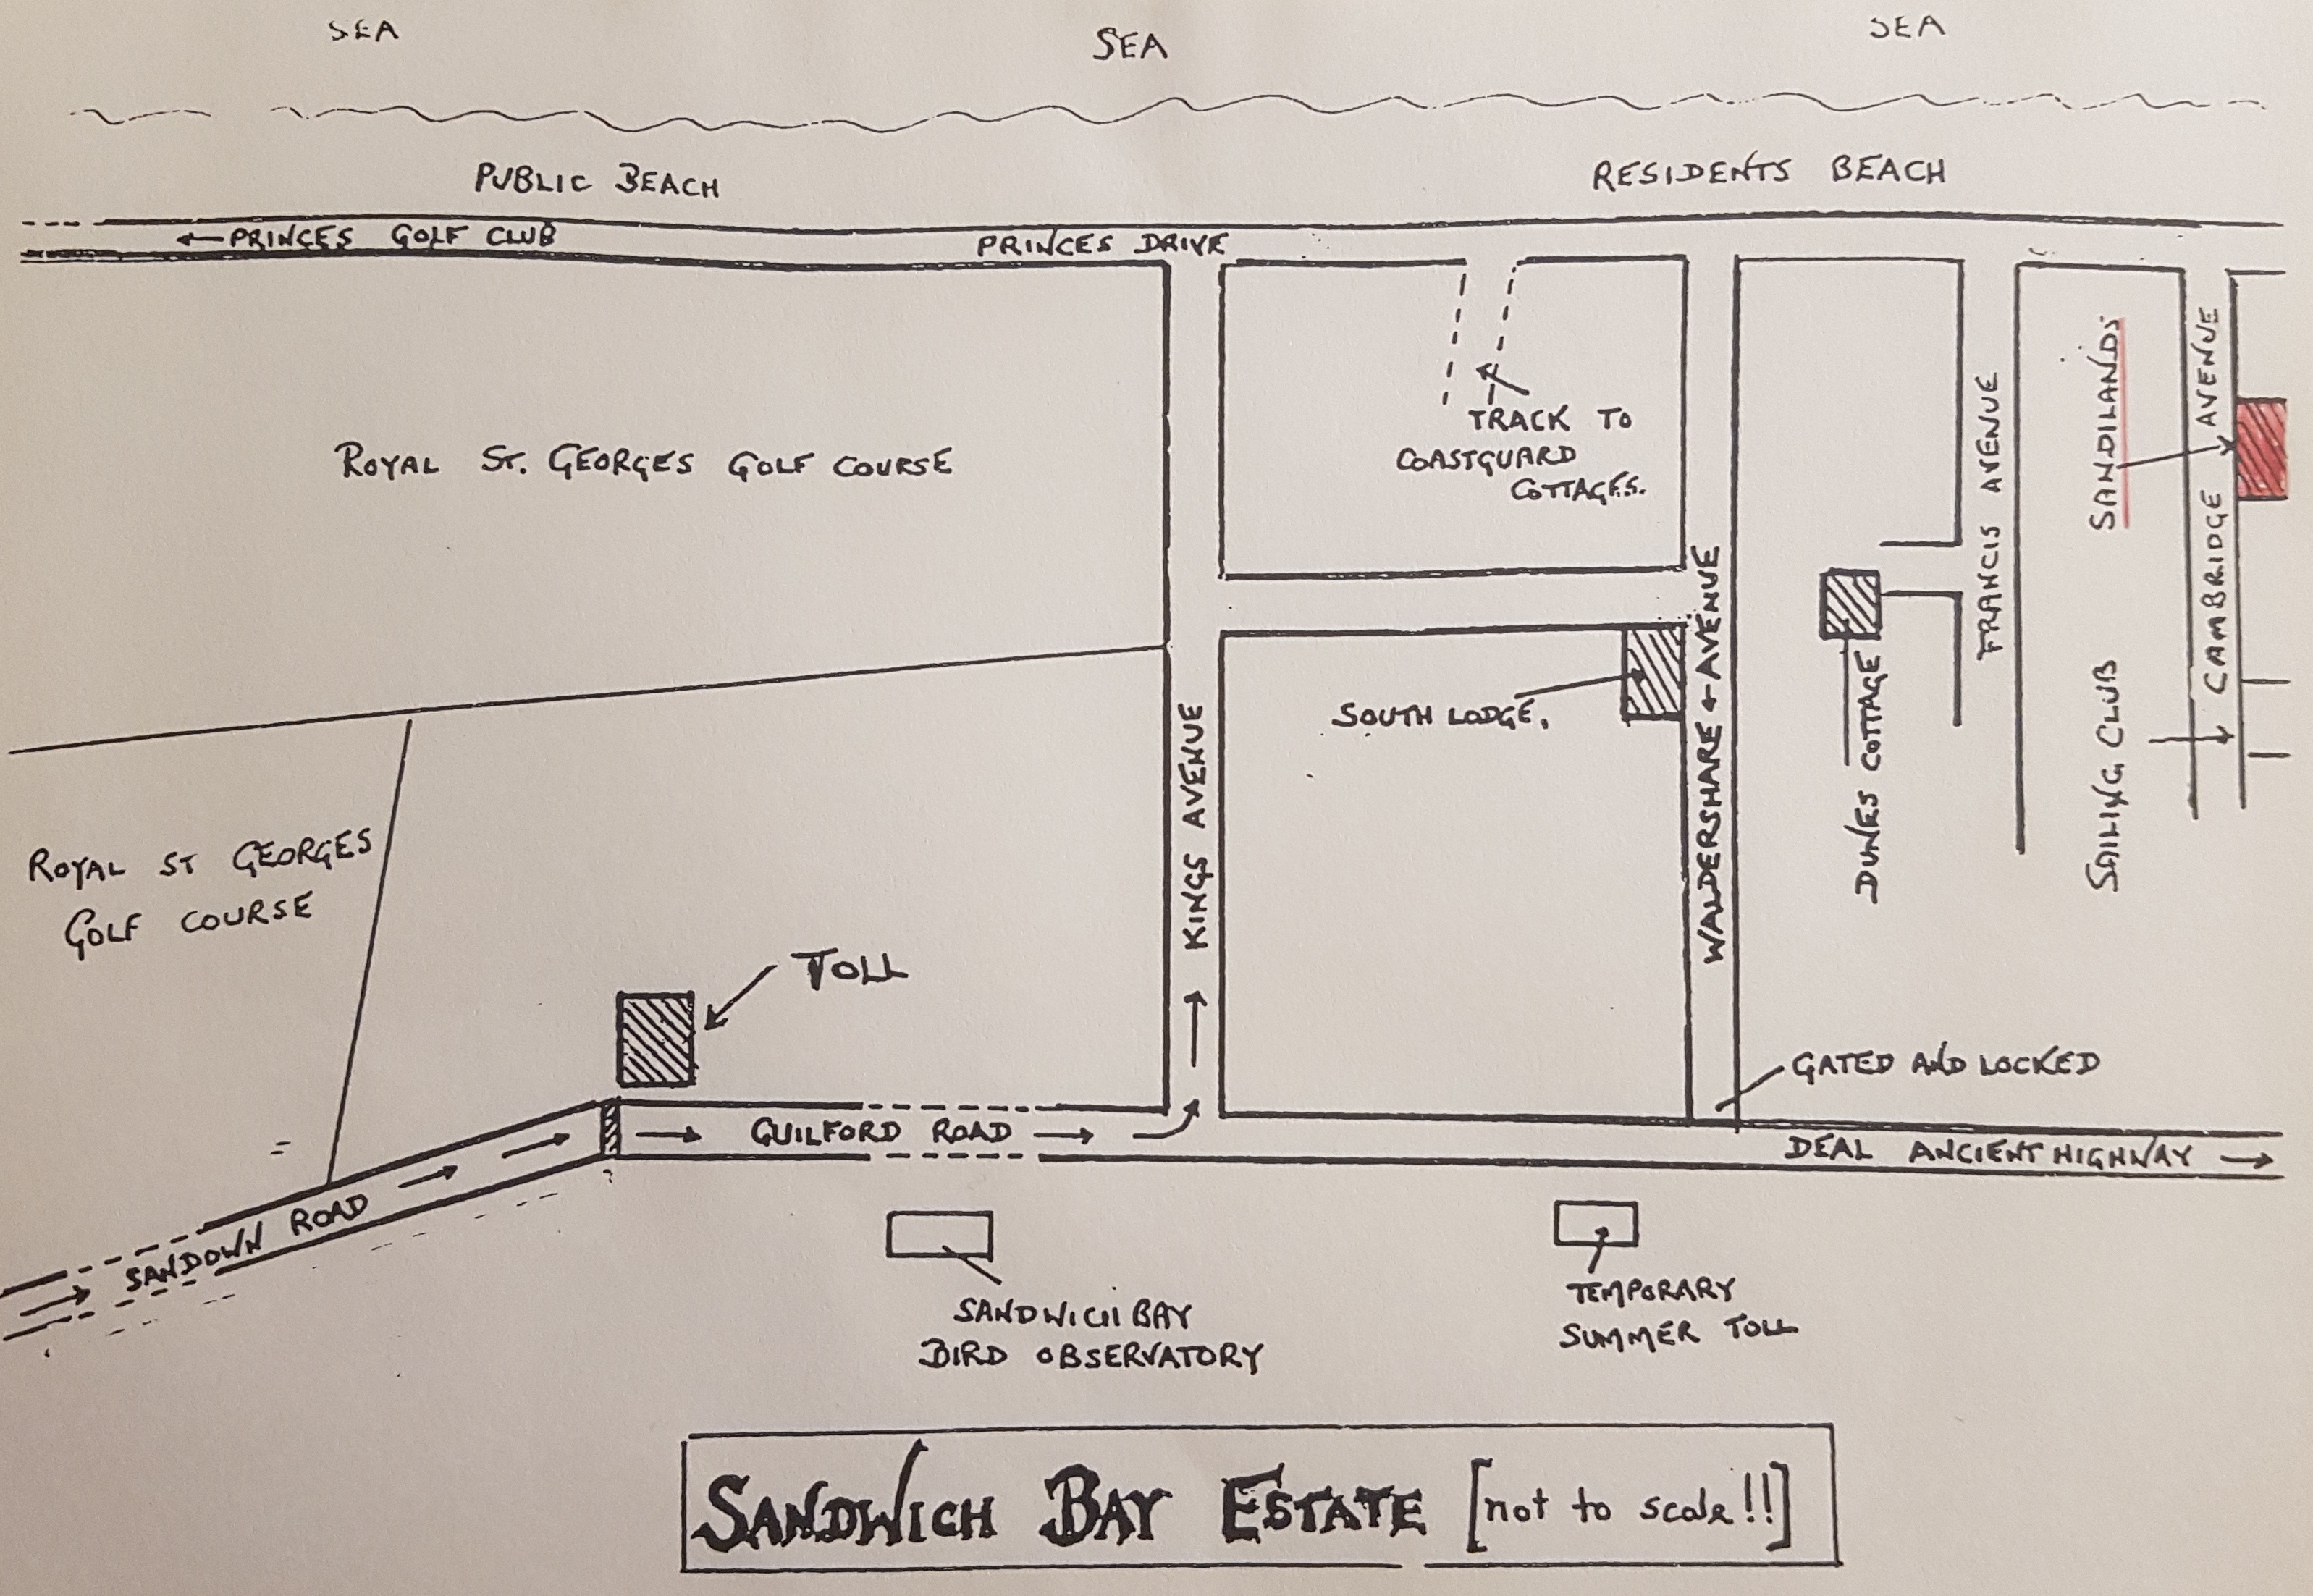 SEA
SEA
SEA
PUBLIC BEACH
RESIDENTS BEACH
←PRINCES GOLF CLUB
PRINCES DRIVE
TRACK TO
COASTGUARD
COTTAGES.
ROYAL ST. GEORGES GOLF COURSE
SANDILANDS
CAMBRIDGE AVENUE
FRANCIS AVENUE
WALDERSHARE AVENUE
SOUTH LODGE.
DUNES COTTAGE
SAILING CLUB
KINGS AVENUE
ROYAL ST GEORGES
GOLF COURSE
TOLL
GATED AND LOCKED
GUILFORD ROAD
DEAL ANCIENT HIGHWAY
SANDOWN ROAD
SANDWICH BAY
BIRD OBSERVATORY
TEMPORARY
SUMMER TOLL
SANDWICH BAY ESTATE [not to scale!!]